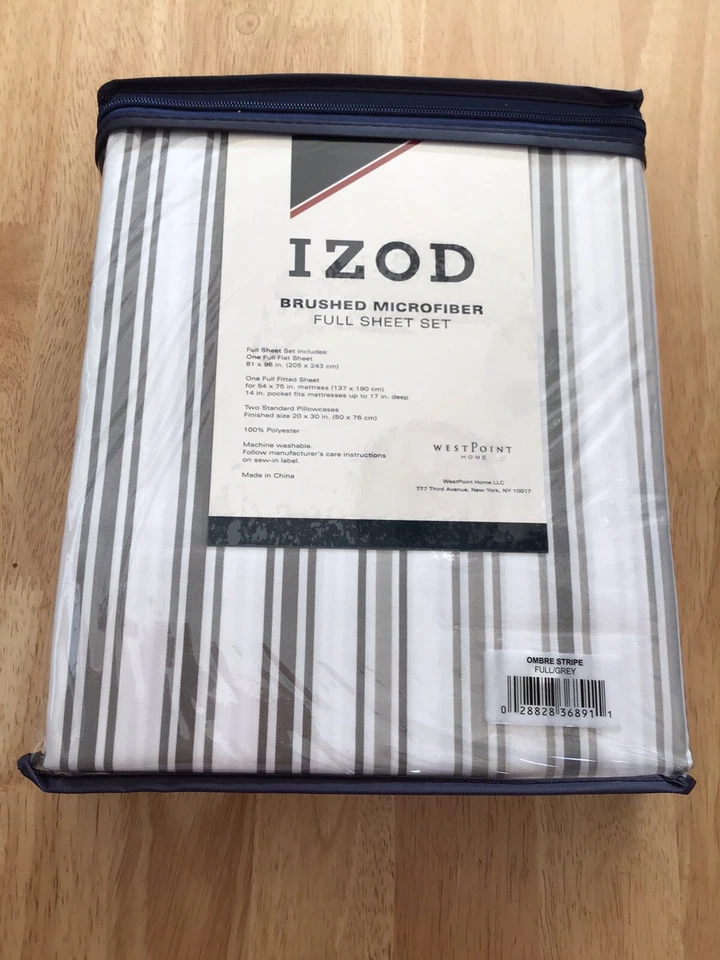 IZOD
BRUSHED MICROFIBER
FULL SHEET SET
Full Sheet Set includes:
One Full Flat Sheet
81 x 96 in. (205 x 243 cm)
One Full Fitted Sheet
for 54 x 75 in. mattress (137 x 190 cm)
14 in. pocket fits mattresses up to 17 in. deep
Two Standard Pillowcases
Finished size 20 x 30 in. (50 x 76 cm)
100% Polyester
Machine washable.
Follow manufacturer's care instructions
on sew-in label.
Made in China
WESTPOINT
HOME
WestPoint Home LLC
777 Third Avenue, New York, NY 10017
OMBRE STRIPE
FULL/GREY
0 28828 36891 1